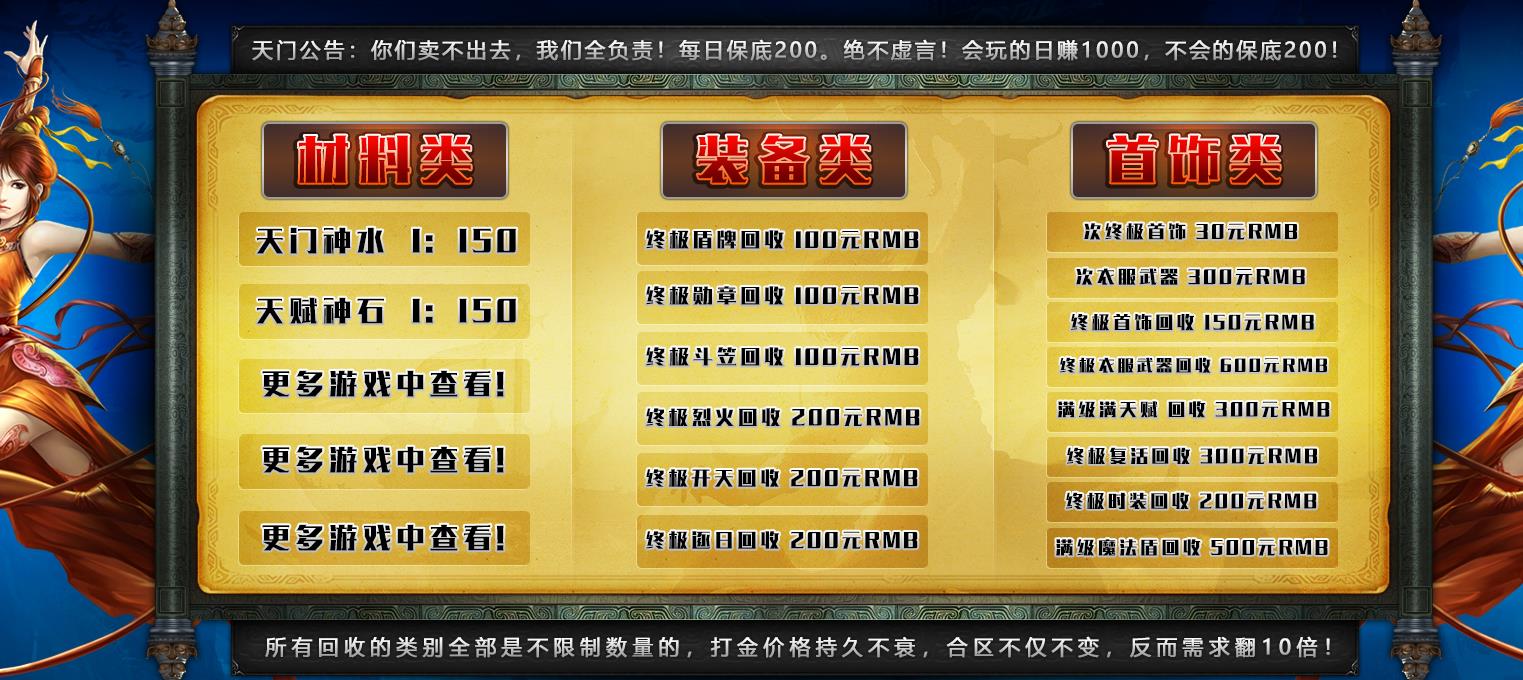 天门公告：你们卖不出去，我们全负责！每日保底200。绝不虚言！会玩的日赚1000，不会的保底200！
材料类
天门神水 1: 150
天赋神石 1: 150
更多游戏中查看!
更多游戏中查看!
更多游戏中查看!
装备类
终极盾牌回收 100元RMB
终极勋章回收 100元RMB
终极斗笠回收 100元RMB
终极烈火回收 200元RMB
终极开天回收 200元RMB
终极逐日回收 200元RMB
首饰类
次终极首饰 30元RMB
次衣服武器 300元RMB
终极首饰回收 150元RMB
终极衣服武器回收 600元RMB
满级满天赋 回收 300元RMB
终极复活回收 300元RMB
终极时装回收 200元RMB
满级魔法盾回收 500元RMB
所有回收的类别全部是不限制数量的，打金价格持久不衰，合区不仅不变，反而需求翻10倍！